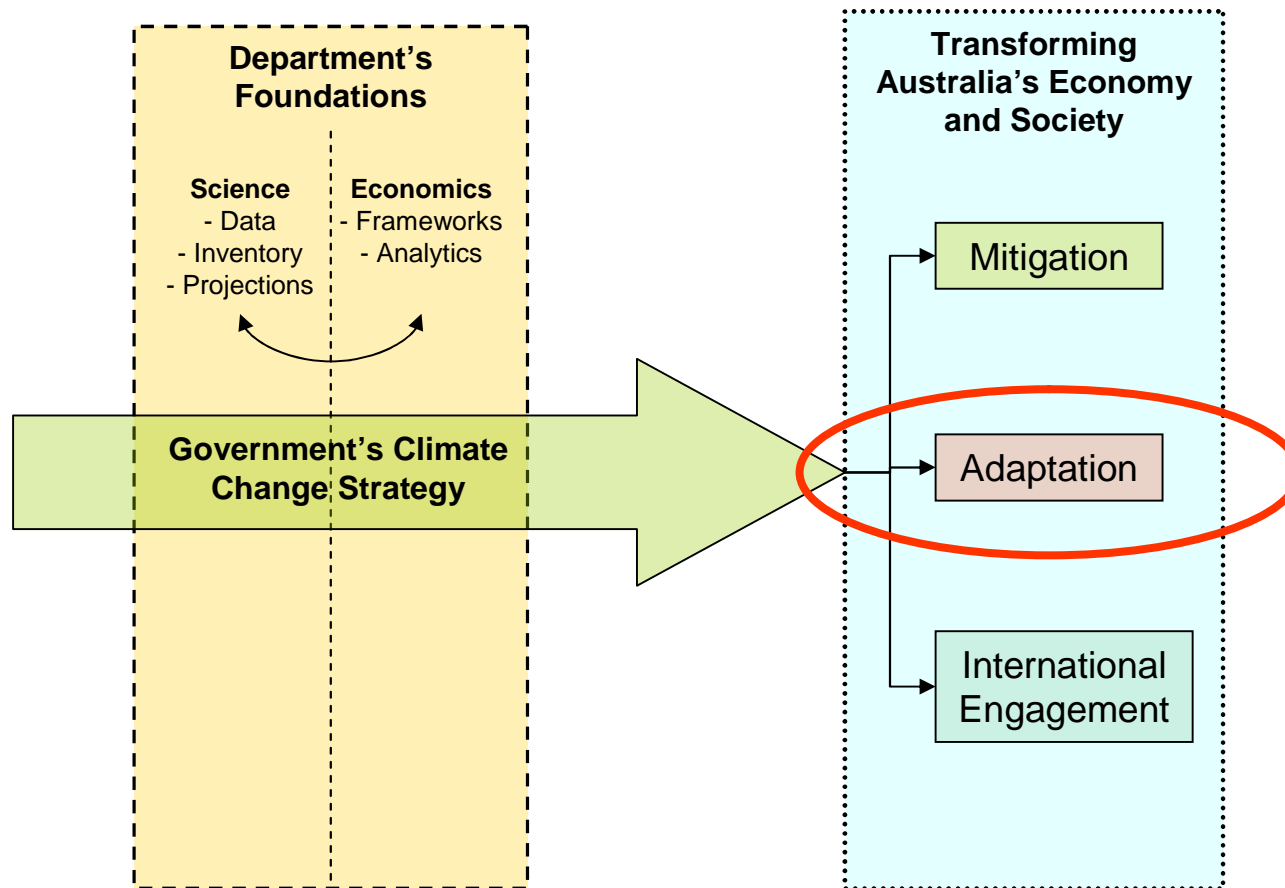 Department’s
Foundations
Science
- Data
- Inventory
- Projections
Economics
- Frameworks
- Analytics
Government’s Climate
Change Strategy
Transforming
Australia’s Economy
and Society
Mitigation
Adaptation
International
Engagement